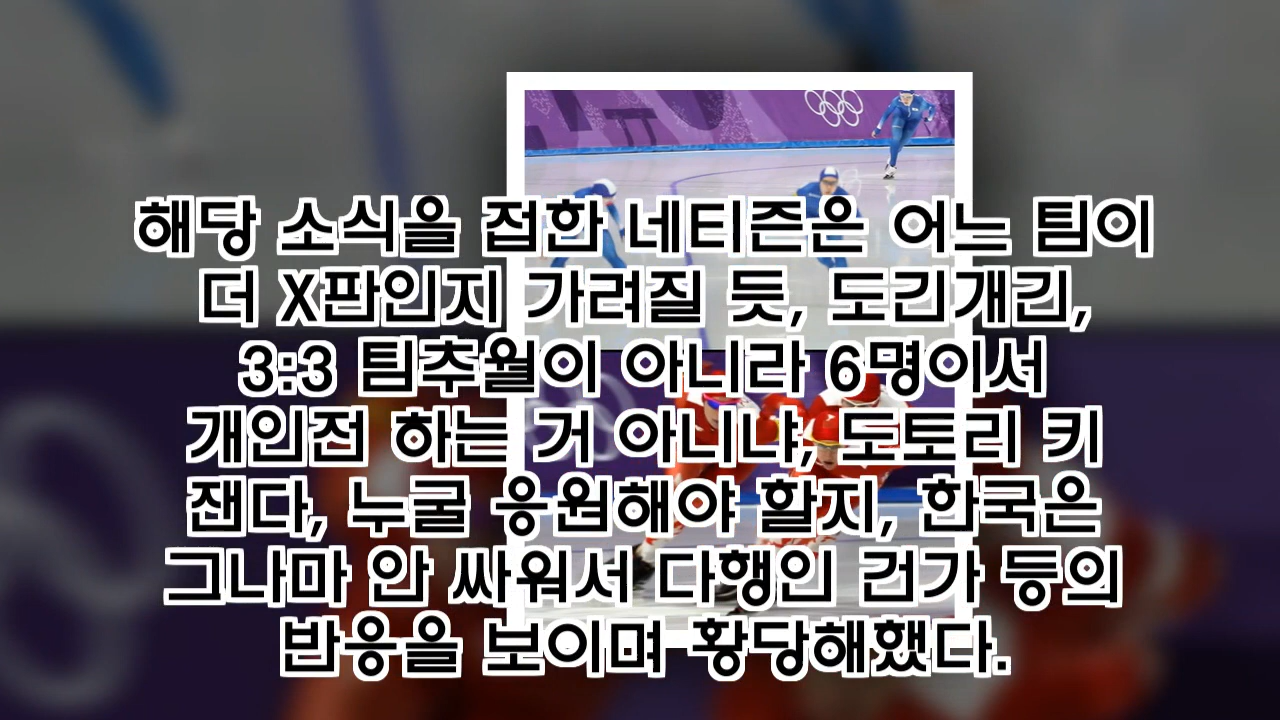 해당 소식을 접한 네티즌은 어느 팀이
더 X판인지 가려질 듯, 도긴개긴,
3:3 팀추월이 아니라 6명이서
개인전 하는 거 아니냐, 도토리 키
잰다, 누굴 응원해야 할지, 한국은
그나마 안 싸워서 다행인 건가 등의
반응을 보이며 황당해했다.